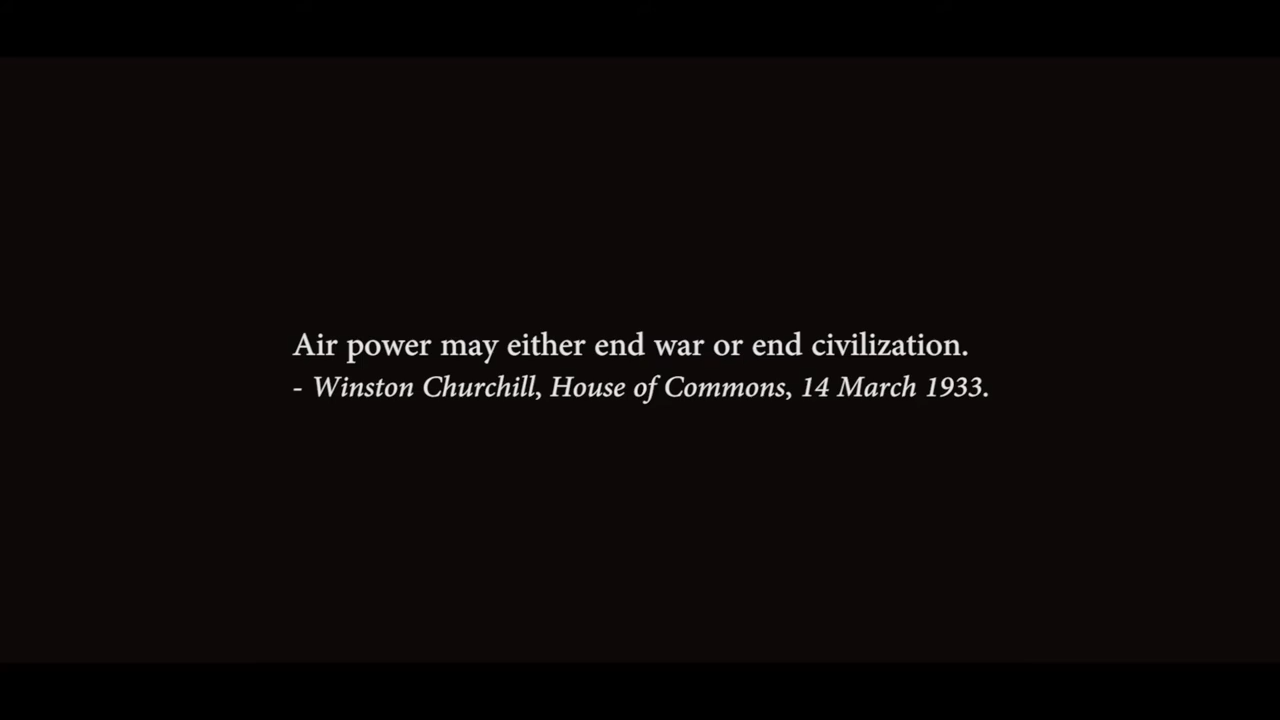 Air power may either end war or end civilization.
- Winston Churchill, House of Commons, 14 March 1933.